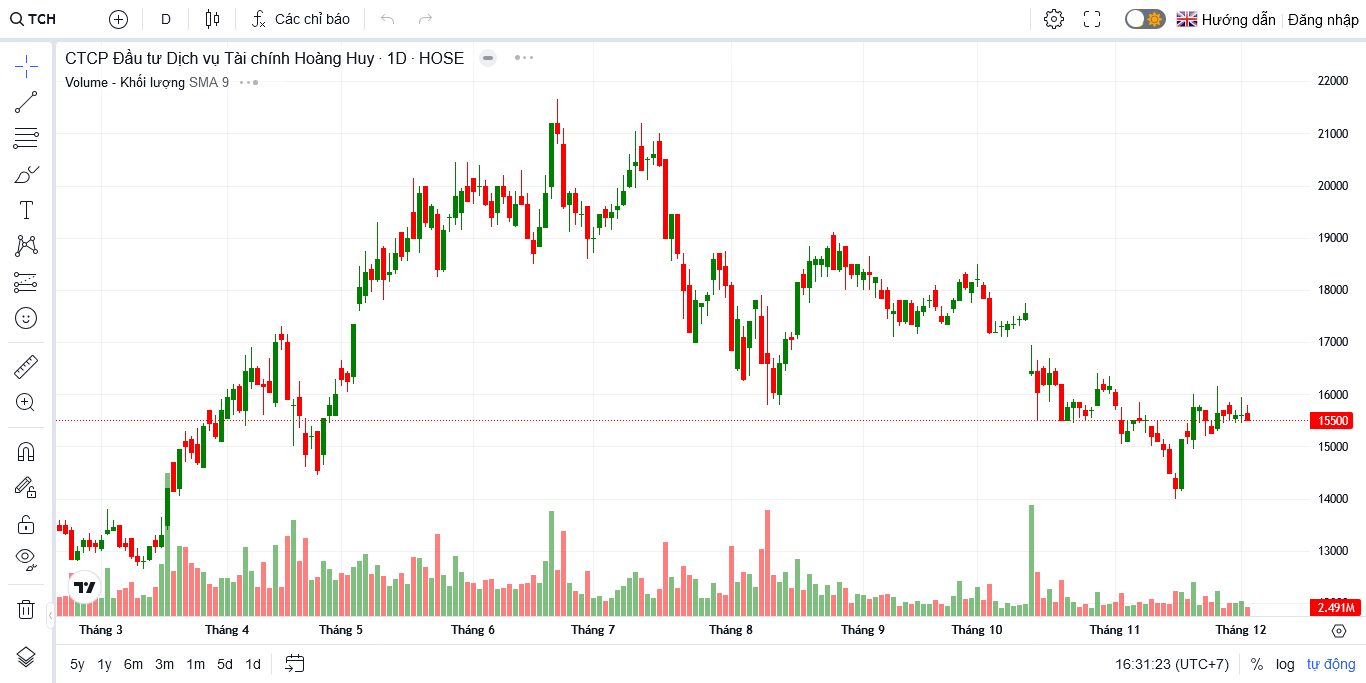 TCH D Các chỉ báo Hướng dẫn Đăng nhập
CTCP Đầu tư Dịch vụ Tài chính Hoàng Huy · 1D · HOSE
Volume - Khối lượng SMA 9
22000
21000
20000
19000
18000
17000
16000
15500
15000
14000
13000
2.491M
Tháng 3 Tháng 4 Tháng 5 Tháng 6 Tháng 7 Tháng 8 Tháng 9 Tháng 10 Tháng 11 Tháng 12
5y 1y 6m 3m 1m 5d 1d 16:31:23 (UTC+7) % log tự động